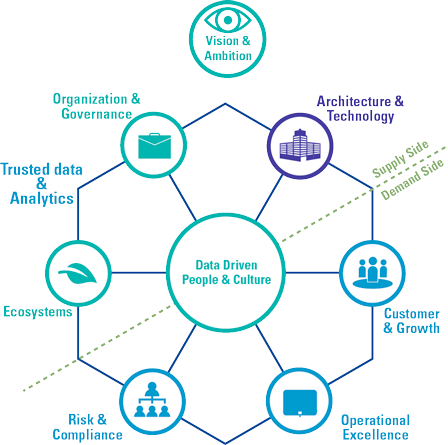 Vision &
Ambition
Organization &
Governance
Architecture &
Technology
Supply Side
Demand Side
Trusted data
&
Analytics
Data Driven
People & Culture
Ecosystems
Customer
& Growth
Risk &
Compliance
Operational
Excellence